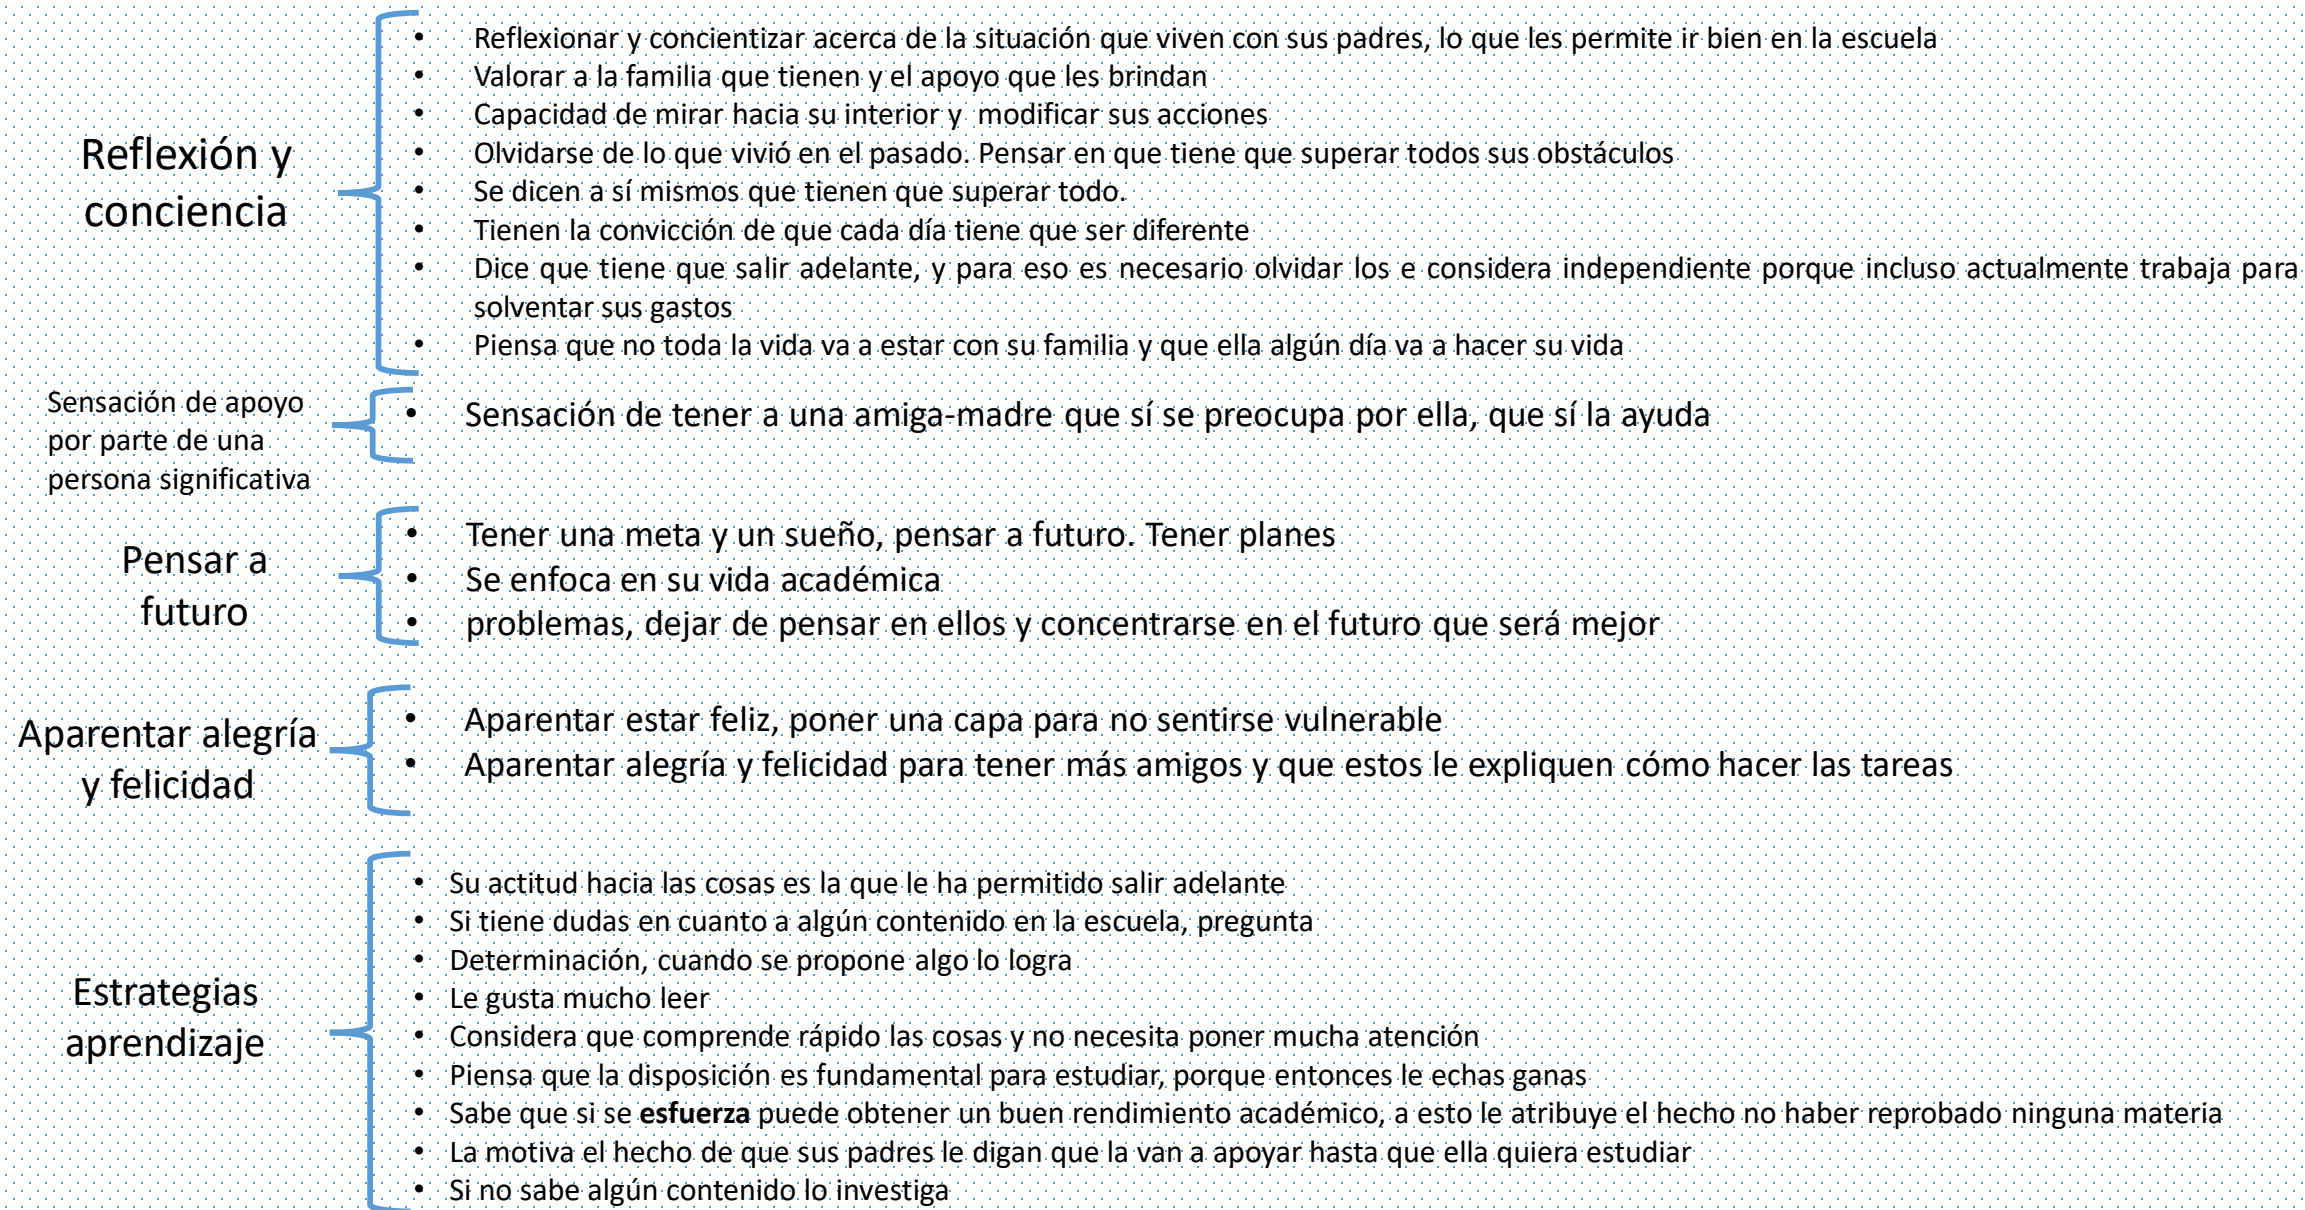 Reflexión y
conciencia
• Reflexionar y concientizar acerca de la situación que viven con sus padres, lo que les permite ir bien en la escuela
• Valorar a la familia que tienen y el apoyo que les brindan
• Capacidad de mirar hacia su interior y  modificar sus acciones
• Olvidarse de lo que vivió en el pasado. Pensar en que tiene que superar todos sus obstáculos
• Se dicen a sí mismos que tienen que superar todo.
• Tienen la convicción de que cada día tiene que ser diferente
• Dice que tiene que salir adelante, y para eso es necesario olvidar los e considera independiente porque incluso actualmente trabaja para
solventar sus gastos
• Piensa que no toda la vida va a estar con su familia y que ella algún día va a hacer su vida
Sensación de apoyo
por parte de una
persona significativa
• Sensación de tener a una amiga-madre que sí se preocupa por ella, que sí la ayuda
Pensar a
futuro
• Tener una meta y un sueño, pensar a futuro. Tener planes
• Se enfoca en su vida académica
• problemas, dejar de pensar en ellos y concentrarse en el futuro que será mejor
Aparentar alegría
y felicidad
• Aparentar estar feliz, poner una capa para no sentirse vulnerable
• Aparentar alegría y felicidad para tener más amigos y que estos le expliquen cómo hacer las tareas
Estrategias
aprendizaje
• Su actitud hacia las cosas es la que le ha permitido salir adelante
• Si tiene dudas en cuanto a algún contenido en la escuela, pregunta
• Determinación, cuando se propone algo lo logra
• Le gusta mucho leer
• Considera que comprende rápido las cosas y no necesita poner mucha atención
• Piensa que la disposición es fundamental para estudiar, porque entonces le echas ganas
• Sabe que si se esfuerza puede obtener un buen rendimiento académico, a esto le atribuye el hecho no haber reprobado ninguna materia
• La motiva el hecho de que sus padres le digan que la van a apoyar hasta que ella quiera estudiar
• Si no sabe algún contenido lo investiga